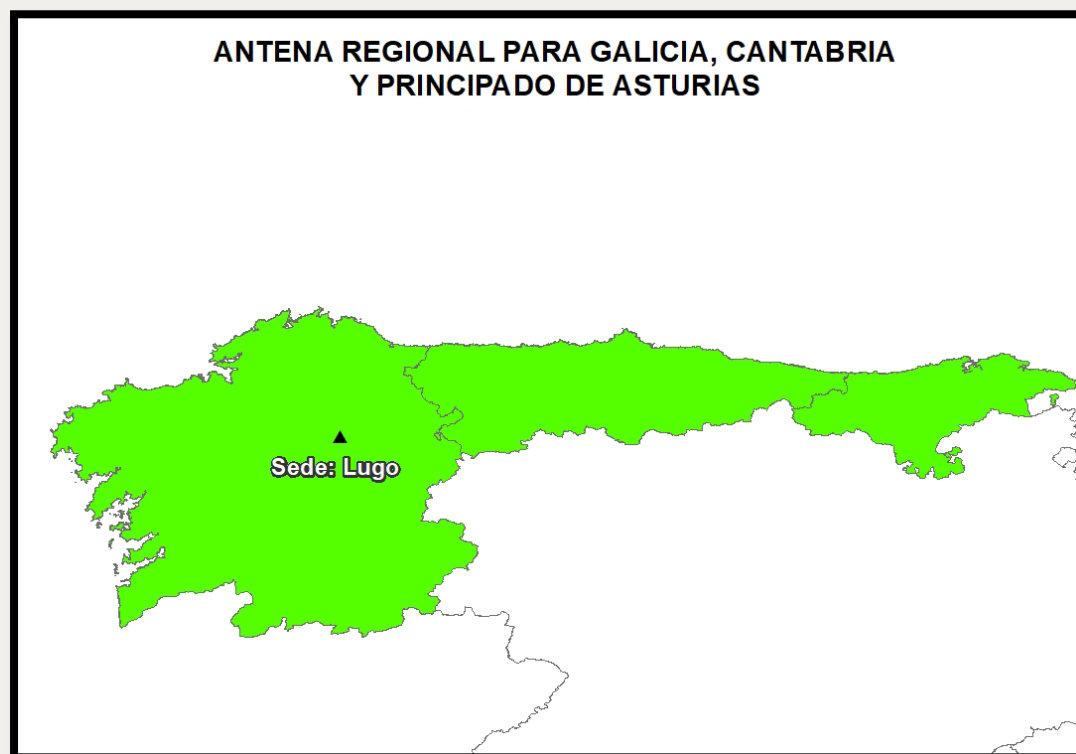 ANTENA REGIONAL PARA GALICIA, CANTABRIA
Y PRINCIPADO DE ASTURIAS
Sede: Lugo